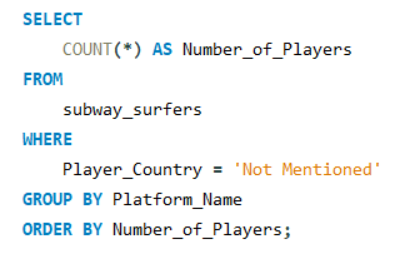 SELECT
    COUNT(*) AS Number_of_Players
FROM
    subway_surfers
WHERE
    Player_Country = 'Not Mentioned'
GROUP BY Platform_Name
ORDER BY Number_of_Players;